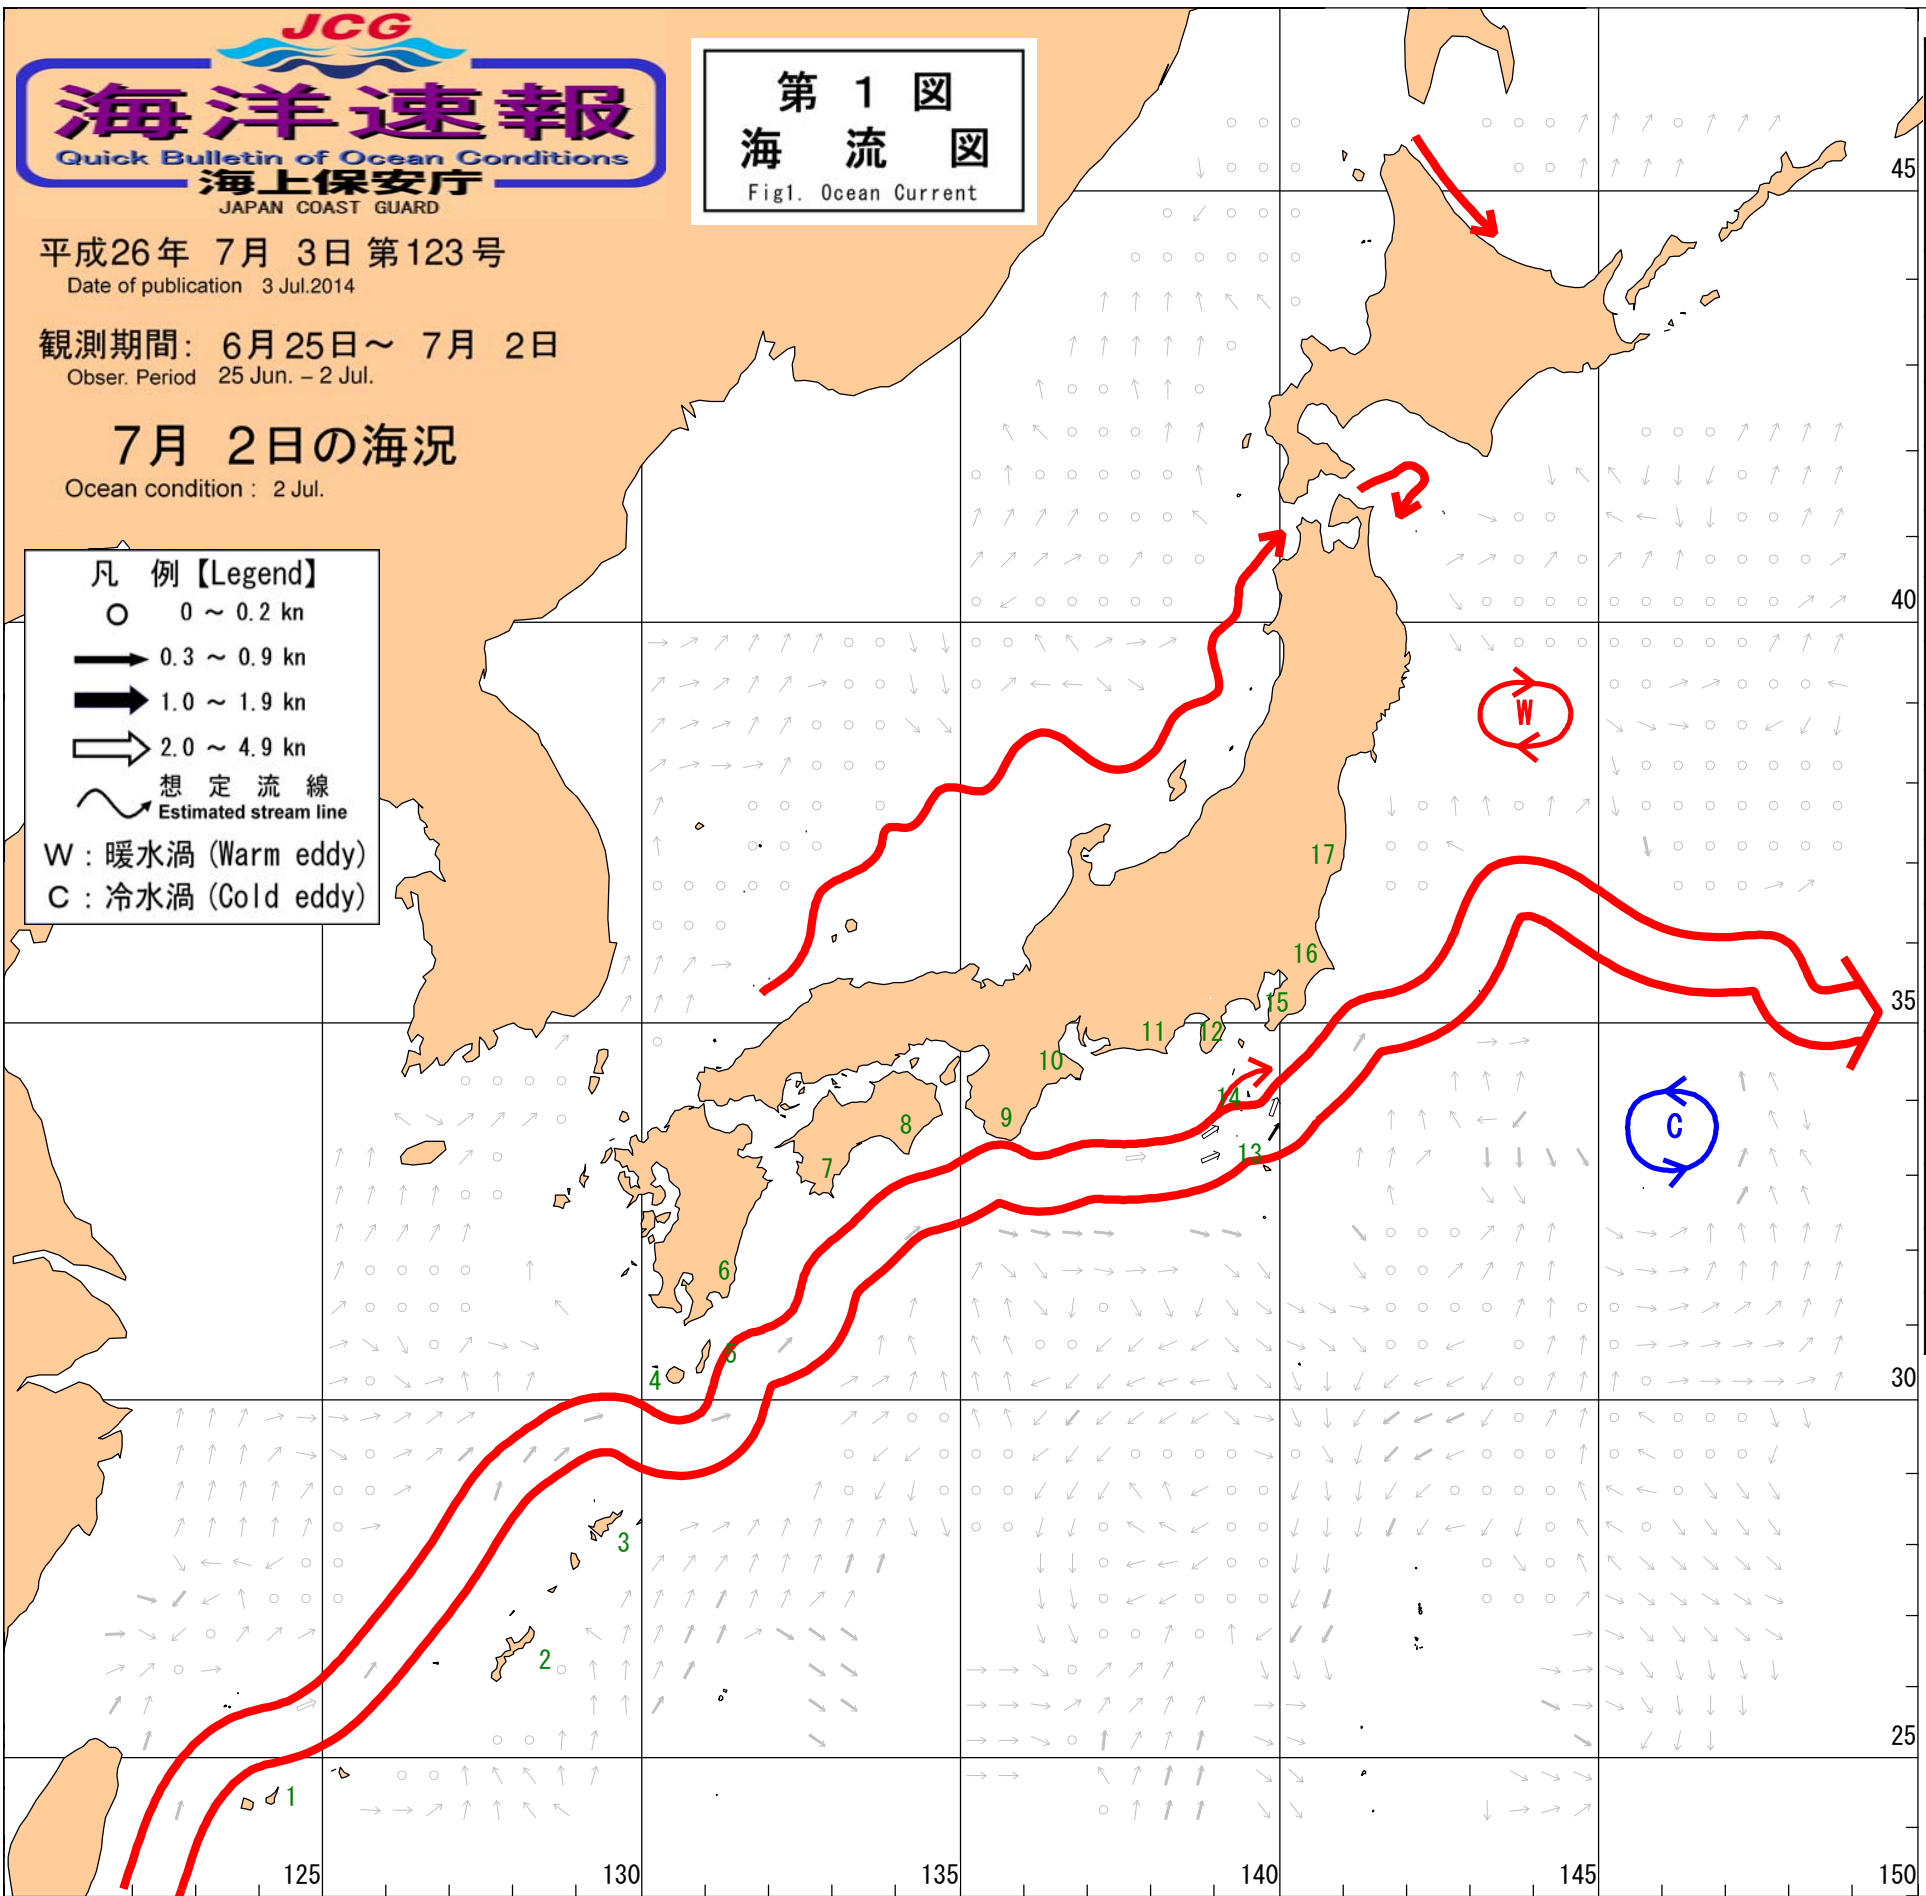 JCG
海洋速報
Quick Bulletin of Ocean Conditions
海上保安庁
JAPAN COAST GUARD
第 1 図
海 流 図
Fig1. Ocean Current
平成26年 7月 3日 第123号
Date of publication 3 Jul.2014
観測期間: 6月25日～ 7月 2日
Obser. Period 25 Jun. – 2 Jul.
7月 2日の海況
Ocean condition : 2 Jul.
凡 例【Legend】
0 ～ 0.2 kn
0.3 ～ 0.9 kn
1.0 ～ 1.9 kn
2.0 ～ 4.9 kn
想 定 流 線
Estimated stream line
W : 暖水渦 (Warm eddy)
C : 冷水渦 (Cold eddy)
45
40
W
17
16
35
15
12
11
10
14
9
8
C
13
7
6
5
4
30
3
2
25
1
125
130
135
140
145
150